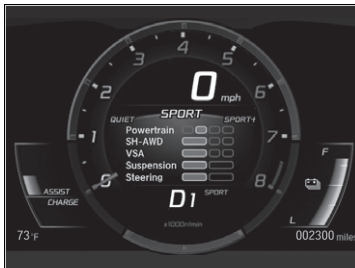 4
3 5
2 6
0 mph
SPORT
QUIET SPORT+
Powertrain
1 SH-AWD 7
VSA
Suspension
Steering
0 8
D1 SPORT
x1000r/min
ASSIST
CHARGE
F
L
73°F
002300 miles